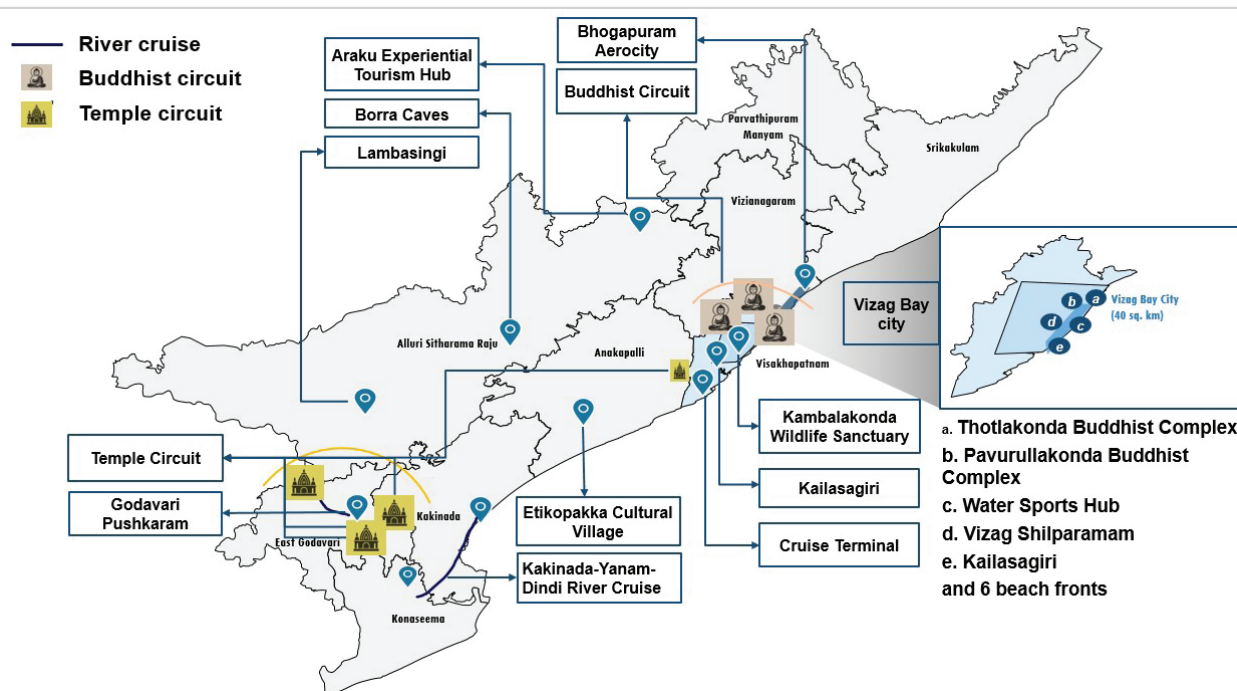 River cruise
Buddhist circuit
Temple circuit
Araku Experiential
Tourism Hub
Borra Caves
Lambasingi
Bhogapuram
Aerocity
Buddhist Circuit
Parvathipuram
Manyam
Srikakulam
Vizianagaram
Alluri Sitharama Raju
Anakapalli
Visakhapatnam
Vizag Bay
city
Vizag Bay City
(40 sq. km)
b
a
d
c
e
Temple Circuit
Godavari
Pushkaram
East Godavari
Kakinada
Konaseema
Etikopakka Cultural
Village
Kakinada-Yanam-
Dindi River Cruise
Kambalakonda
Wildlife Sanctuary
Kailasagiri
Cruise Terminal
a. Thotlakonda Buddhist Complex
b. Pavurullakonda Buddhist
Complex
c. Water Sports Hub
d. Vizag Shilparamam
e. Kailasagiri
and 6 beach fronts